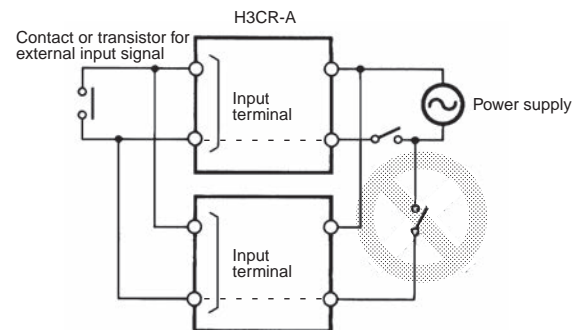 H3CR-A
Contact or transistor for
external input signal
Input
terminal
Power supply
Input
terminal